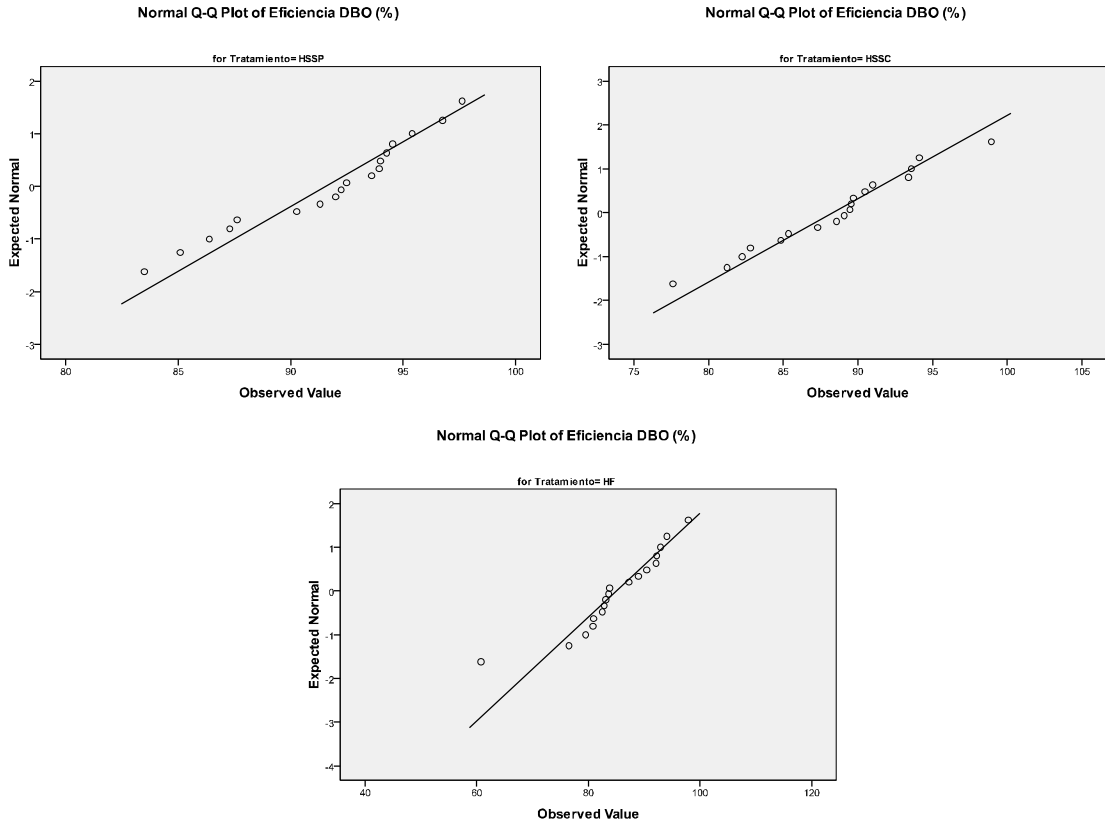 Normal Q-Q Plot of Eficiencia DBO (%)
for Tratamiento= HSSP
2
1
0
-1
-2
-3
80 85 90 95 100
Expected Normal
Observed Value
Normal Q-Q Plot of Eficiencia DBO (%)
for Tratamiento= HSSC
3
2
1
0
-1
-2
-3
75 80 85 90 95 100 105
Expected Normal
Observed Value
Normal Q-Q Plot of Eficiencia DBO (%)
for Tratamiento= HF
2
1
0
-1
-2
-3
-4
40 60 80 100 120
Expected Normal
Observed Value